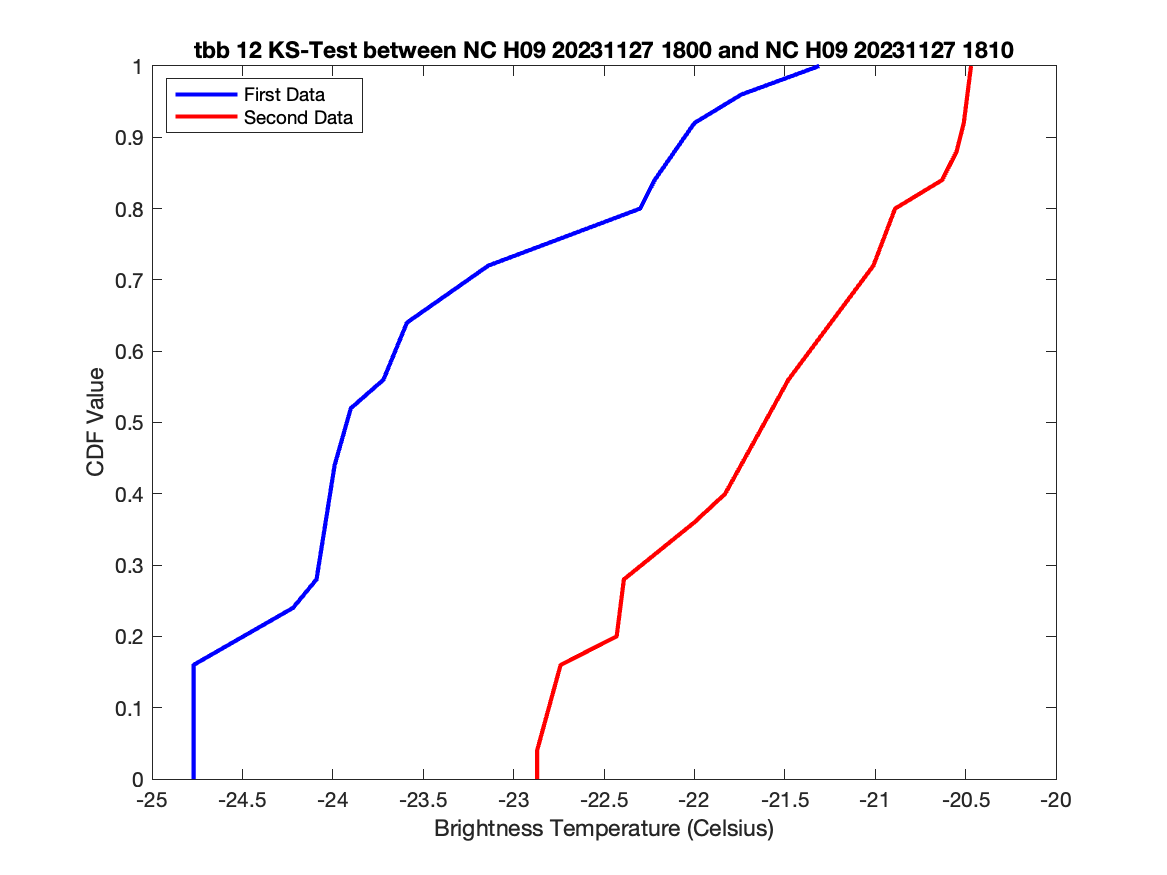 tbb 12 KS-Test between NC H09 20231127 1800 and NC H09 20231127 1810
First Data
Second Data
1
0.9
0.8
0.7
0.6
0.5
0.4
0.3
0.2
0.1
0
CDF Value
-25 -24.5 -24 -23.5 -23 -22.5 -22 -21.5 -21 -20.5 -20
Brightness Temperature (Celsius)